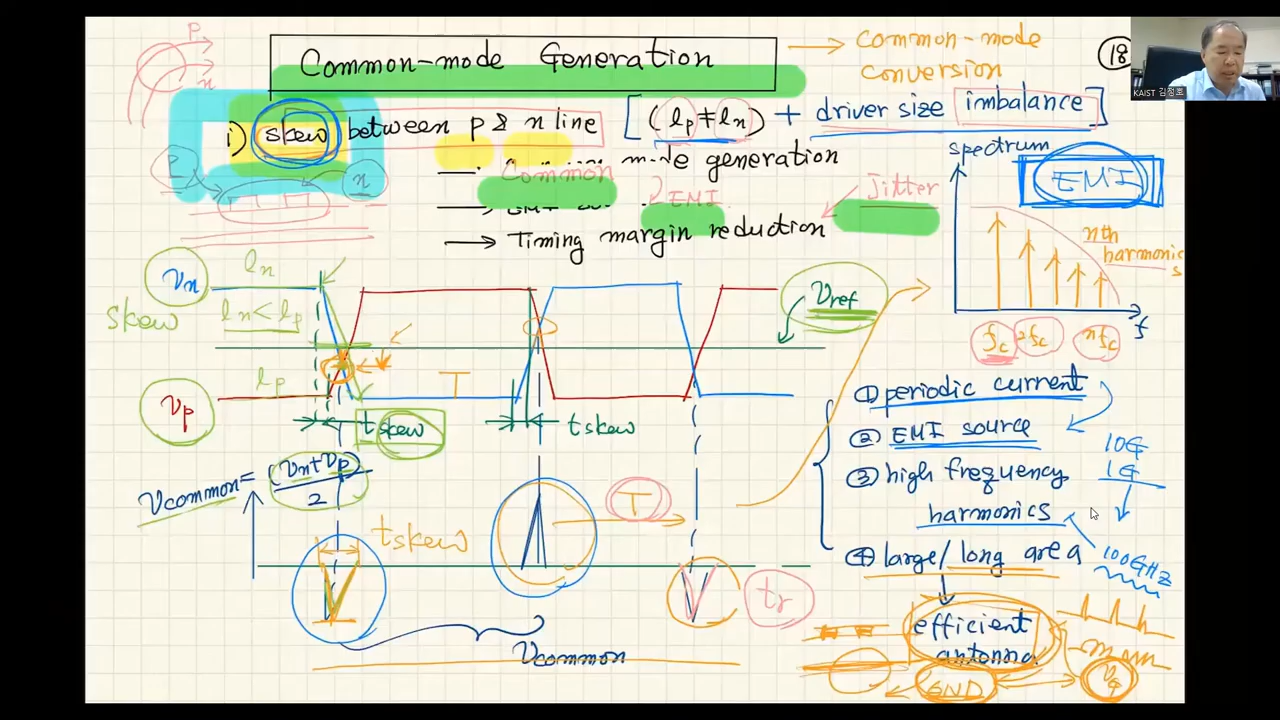 Common-mode Generation
common-mode
conversion
18
KAIST 김정호
P
n
i) skew between p & n line [(lp ≠ ln) + driver size imbalance]
P
n
mode generation
Common
EMI
Jitter
Timing margin reduction
spectrum
EMI
nth
harmonics
f
fc 2fc nfc
Vn
ln
skew
ln < lp
lp
Vp
Vref
T
tskew
tskew
Vcommon = (Vn+Vp)
2
tskew
T
tr
Vcommon
① periodic current
② EMI source
③ high frequency
harmonics
④ large/long area
10G
1G
100GHz
efficient
antonna
GND